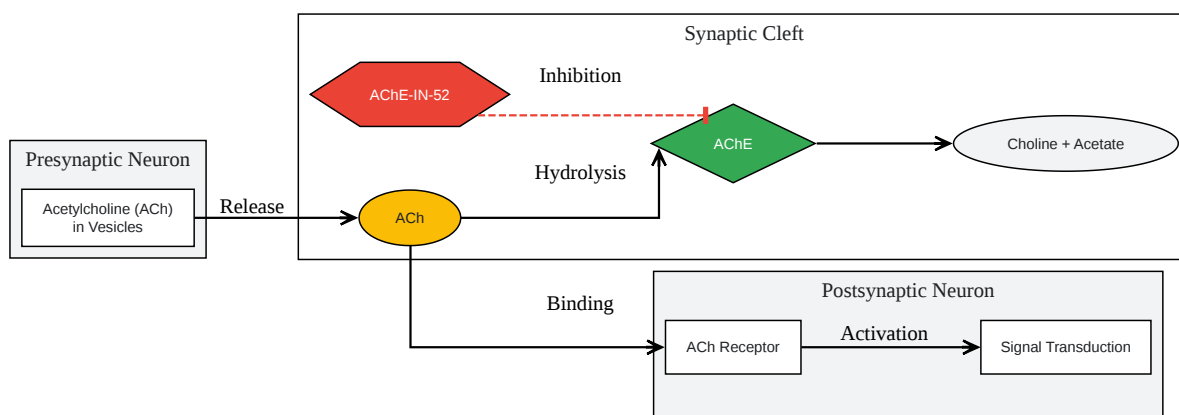 Synaptic Cleft
Inhibition
AChE-IN-52
AChE
Choline + Acetate
Hydrolysis
Presynaptic Neuron
Acetylcholine (ACh)
in Vesicles
Release
ACh
Postsynaptic Neuron
Binding
ACh Receptor
Activation
Signal Transduction